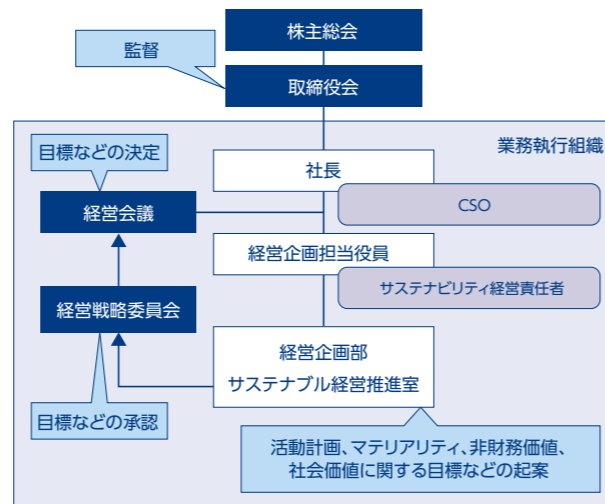 株主総会
監督
取締役会
業務執行組織
目標などの決定
社長
経営会議
CSO
経営企画担当役員
サステナビリティ経営責任者
経営戦略委員会
経営企画部
サステナブル経営推進室
目標などの承認
活動計画、マテリアリティ、非財務価値、
社会価値に関する目標などの起案